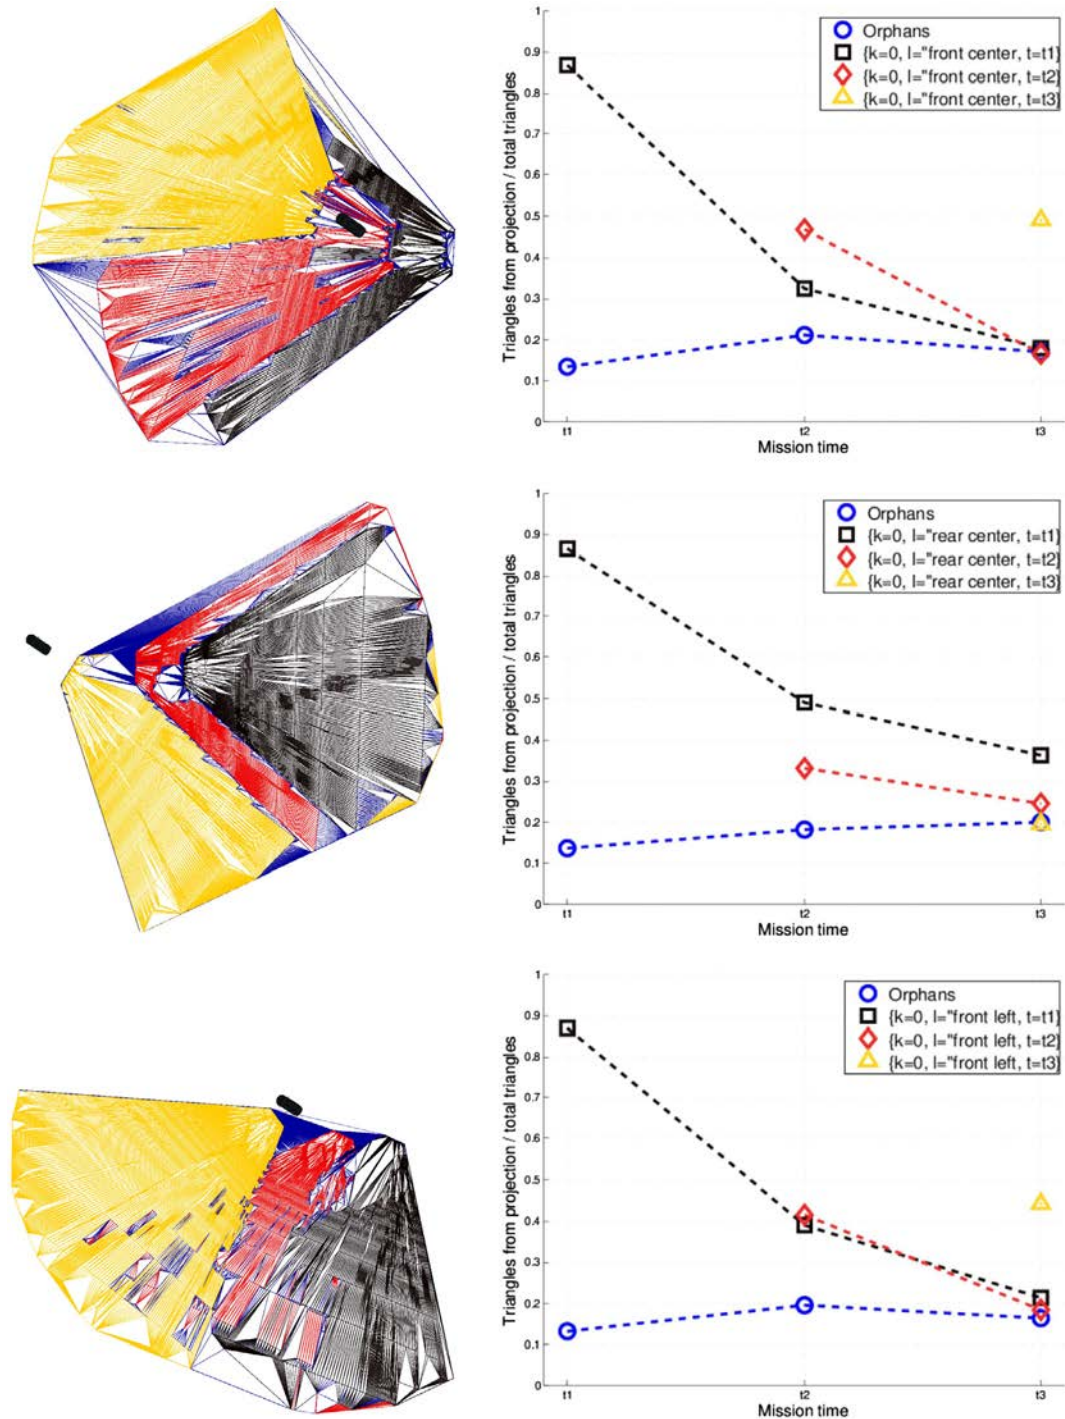 1
0.9
0.8
0.7
0.6
0.5
0.4
0.3
0.2
0.1
0
Triangles from projection / total triangles
Orphans
{k=0, l="front center, t=t1}
{k=0, l="front center, t=t2}
{k=0, l="front center, t=t3}
t1
t2
t3
Mission time
1
0.9
0.8
0.7
0.6
0.5
0.4
0.3
0.2
0.1
0
Triangles from projection / total triangles
Orphans
{k=0, l="rear center, t=t1}
{k=0, l="rear center, t=t2}
{k=0, l="rear center, t=t3}
t1
t2
t3
Mission time
1
0.9
0.8
0.7
0.6
0.5
0.4
0.3
0.2
0.1
0
Triangles from projection / total triangles
Orphans
{k=0, l="front left, t=t1}
{k=0, l="front left, t=t2}
{k=0, l="front left, t=t3}
t1
t2
t3
Mission time